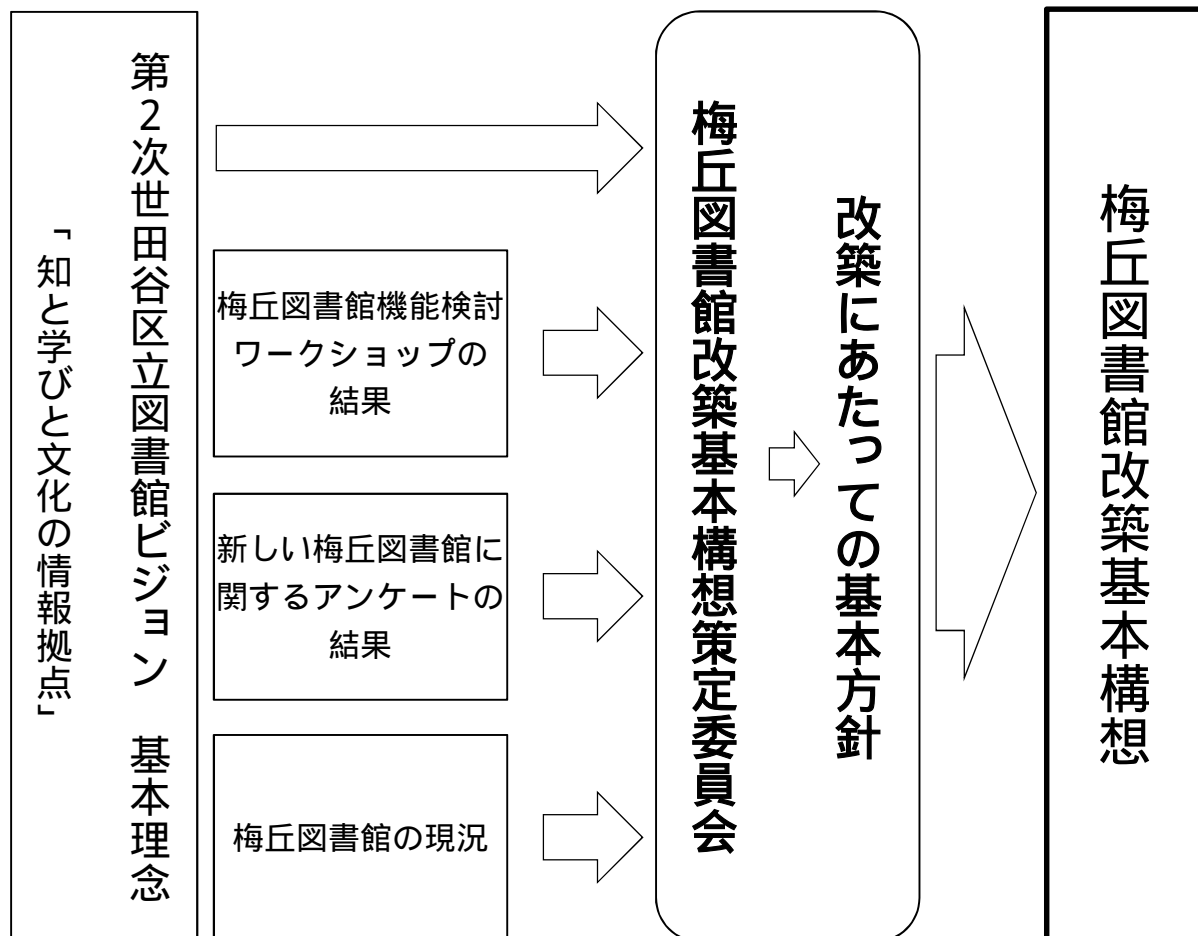 第2次世田谷区立図書館ビジョン 基本理念
「知と学びと文化の情報拠点」
梅丘図書館機能検討
ワークショップの
結果
新しい梅丘図書館に
関するアンケートの
結果
梅丘図書館の現況
梅丘図書館改築基本構想策定委員会
改築にあたっての基本方針
梅丘図書館改築基本構想